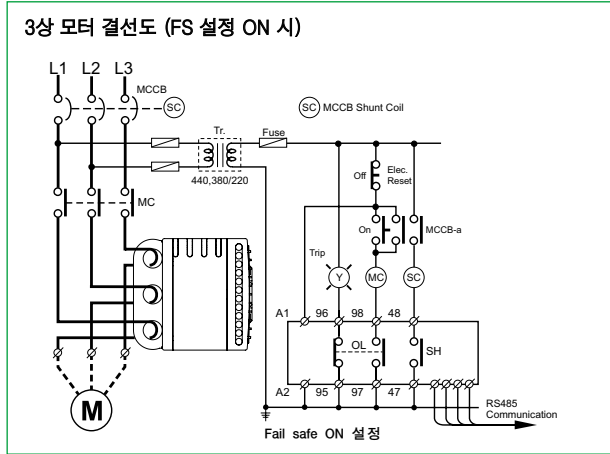 3상 모터 결선도 (FS 설정 ON 시)
L1 L2 L3
MCCB
SC
SC MCCB Shunt Coil
Tr.
Fuse
440,380/220
Off
Elec.
Reset
MC
On
MCCB-a
Trip
Y
MC
SC
A1 96 98 48
OL
SH
A2 95 97 47
M
RS485
Communication
Fail safe ON 설정